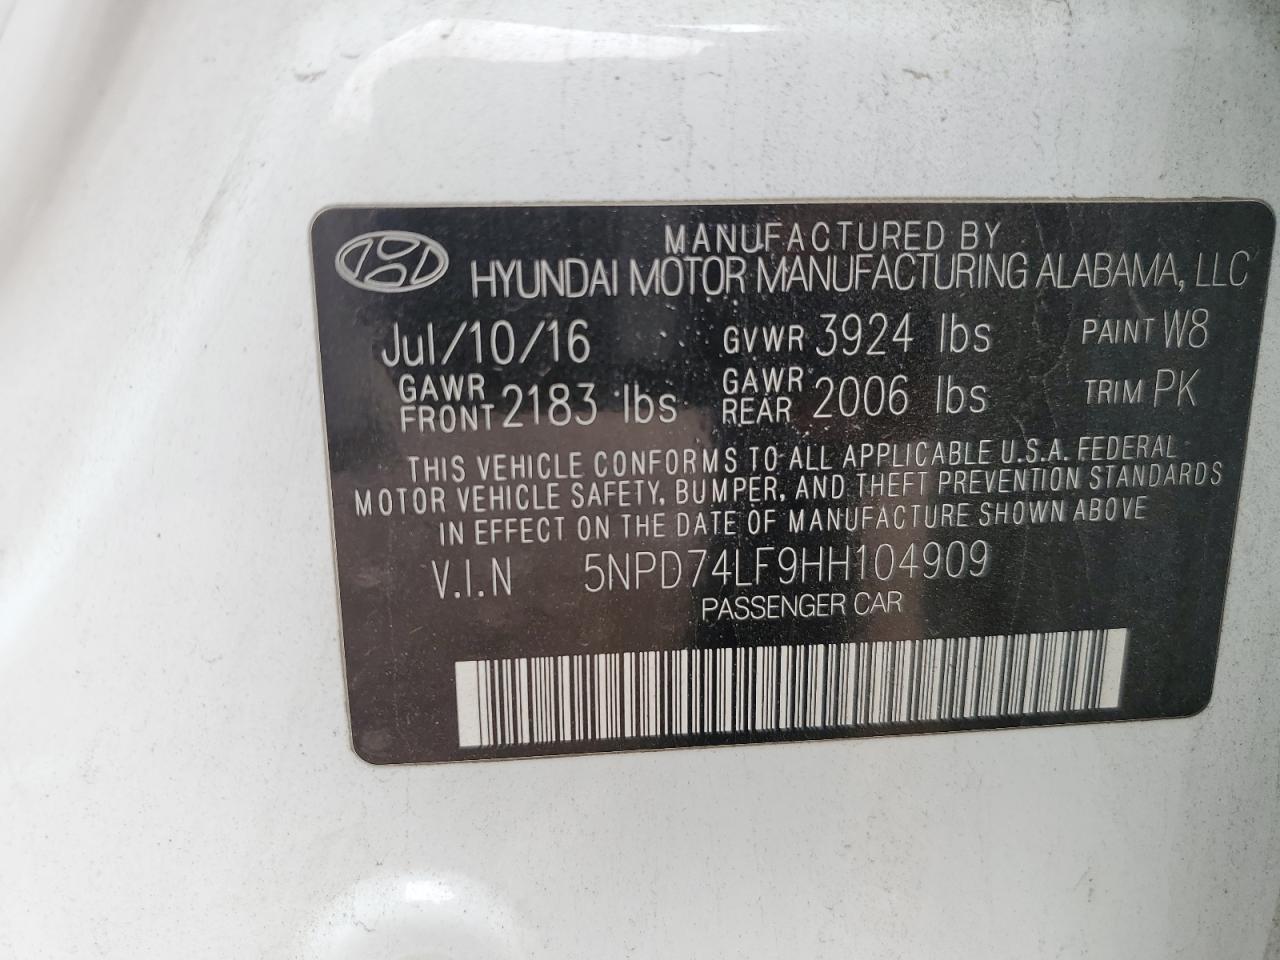 MANUFACTURED BY
HYUNDAI MOTOR MANUFACTURING ALABAMA, LLC
Jul/10/16 GVWR 3924 lbs PAINT W8
GAWR FRONT 2183 lbs GAWR REAR 2006 lbs TRIM PK
THIS VEHICLE CONFORMS TO ALL APPLICABLE U.S.A. FEDERAL
MOTOR VEHICLE SAFETY, BUMPER, AND THEFT PREVENTION STANDARDS
IN EFFECT ON THE DATE OF MANUFACTURE SHOWN ABOVE
V.I.N 5NPD74LF9HH104909
PASSENGER CAR